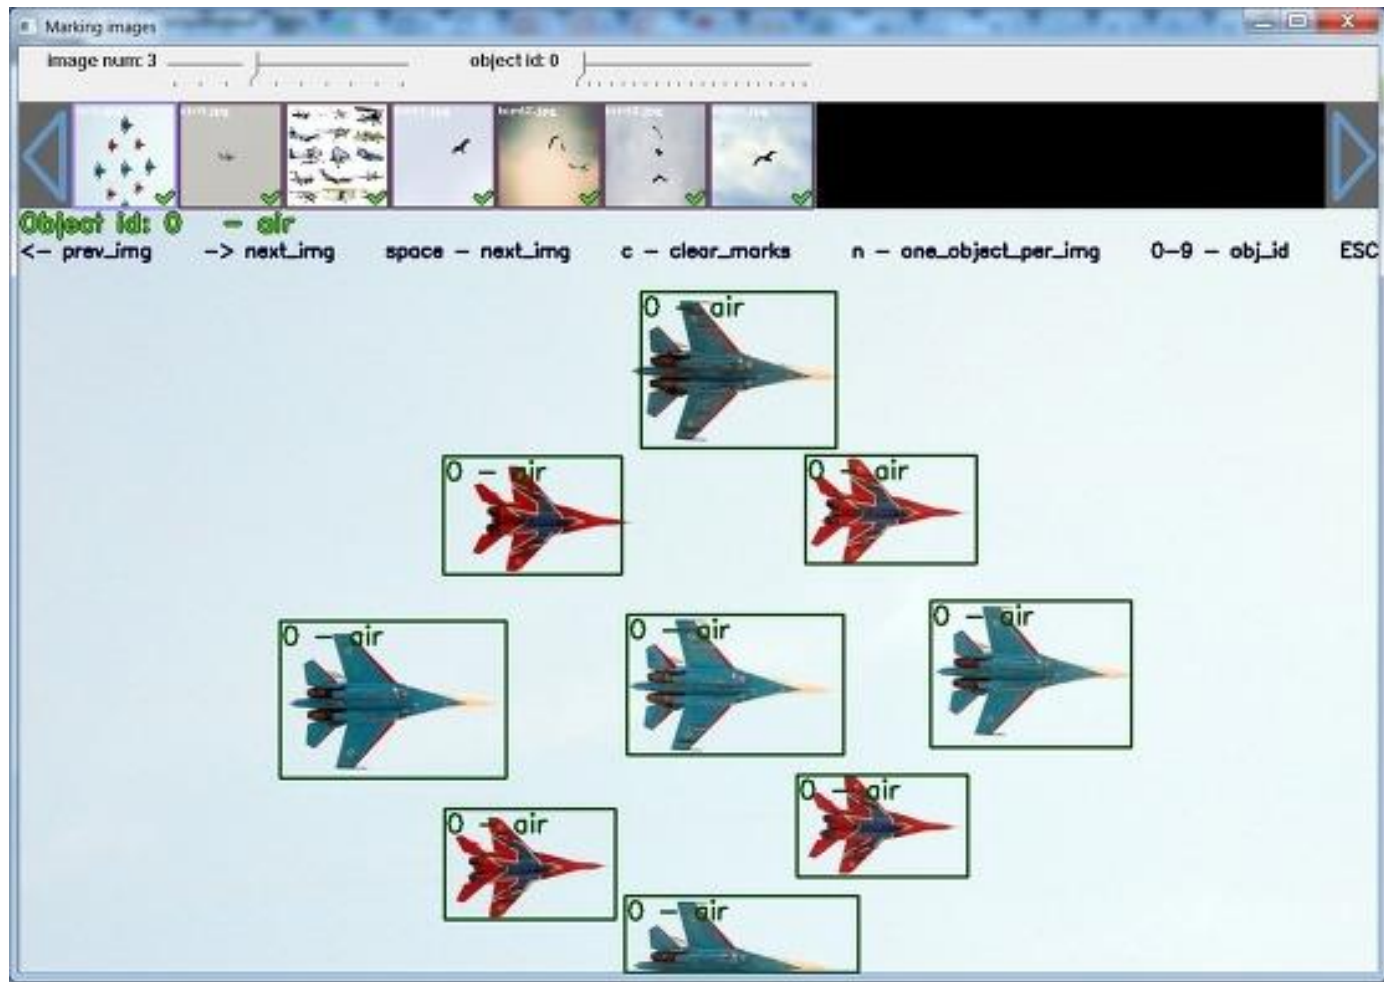 Marking images
image num: 3 object id: 0
Object id: 0 - air
<- prev_img -> next_img space - next_img c - clear_marks n - one_object_per_img 0-9 - obj_id ESC
0 - air
0 - air
0 - air
0 - air
0 - air
0 - air
0 - air
0 - air
0 - air